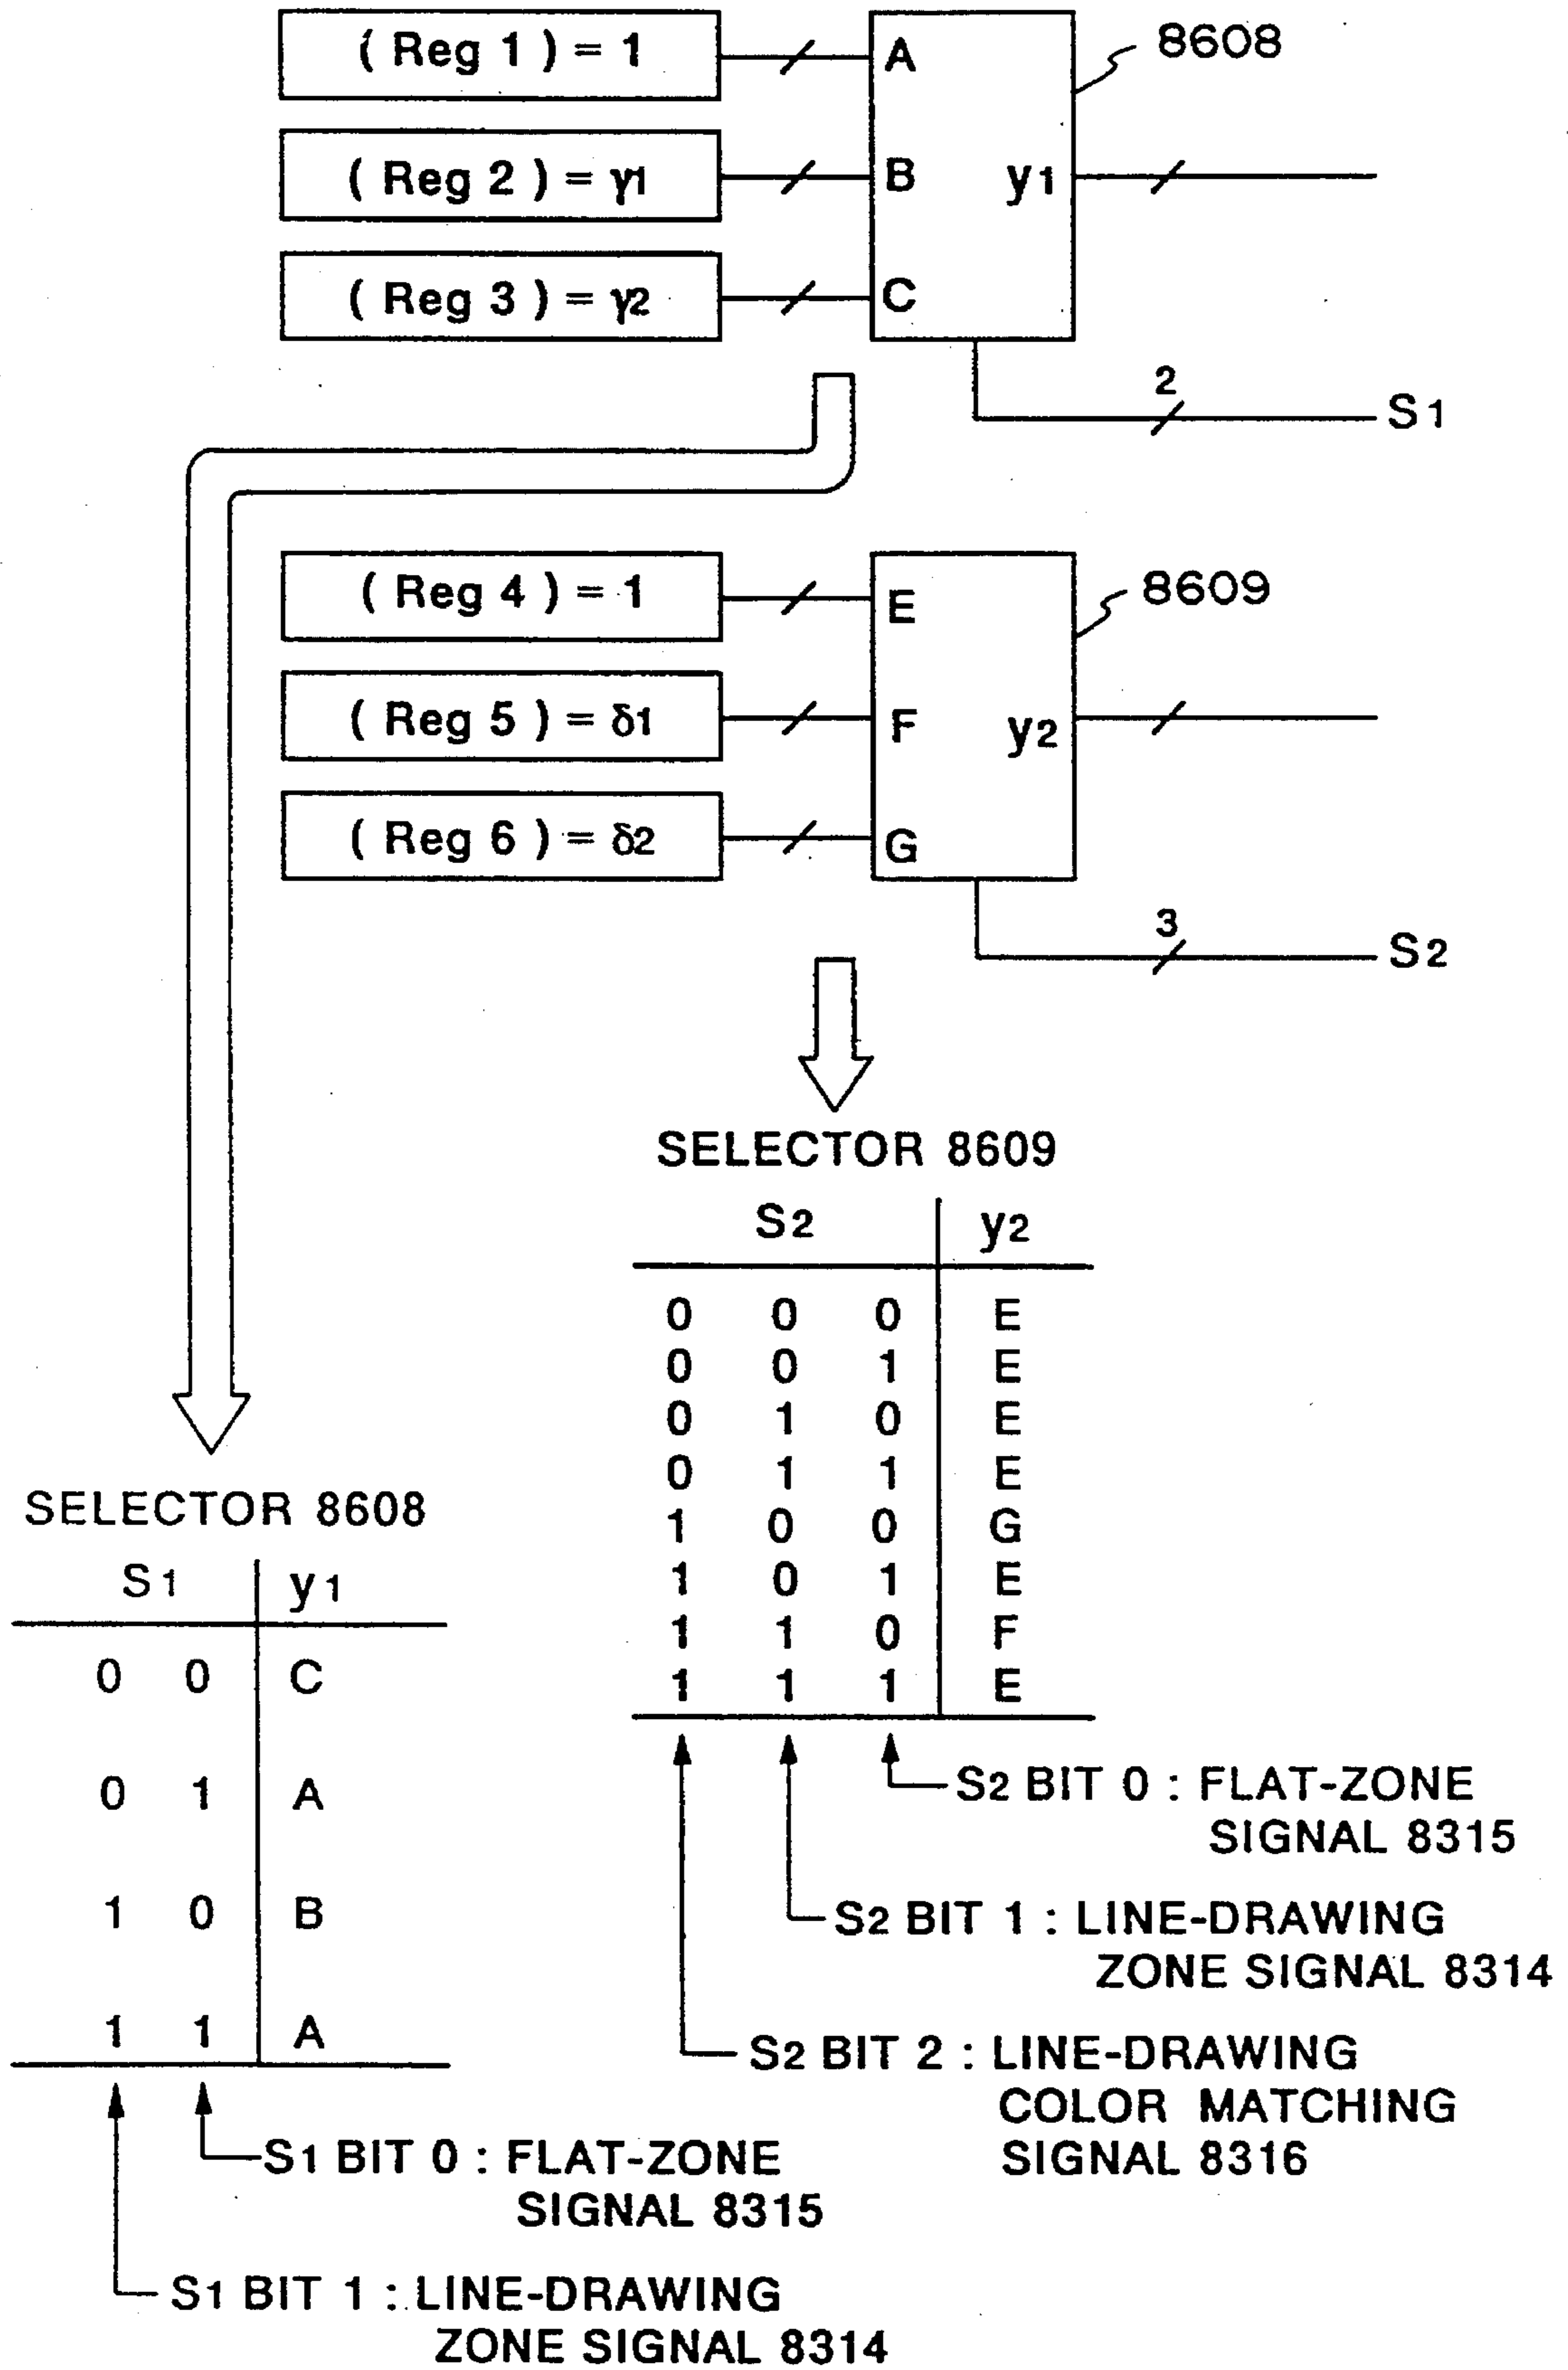 ( Reg 1 ) = 1
A
8608
( Reg 2 ) = γ1
B
y1
( Reg 3 ) = γ2
C
2
S1
( Reg 4 ) = 1
E
8609
( Reg 5 ) = δ1
F
y2
( Reg 6 ) = δ2
G
3
S2
SELECTOR 8609
S2 y2
0 0 0 E
0 0 1 E
0 1 0 E
0 1 1 E
1 0 0 G
1 0 1 E
1 1 0 F
1 1 1 E
S2 BIT 0 : FLAT-ZONE
SIGNAL 8315
S2 BIT 1 : LINE-DRAWING
ZONE SIGNAL 8314
S2 BIT 2 : LINE-DRAWING
COLOR MATCHING
SIGNAL 8316
SELECTOR 8608
S1 y1
0 0 C
0 1 A
1 0 B
1 1 A
S1 BIT 0 : FLAT-ZONE
SIGNAL 8315
S1 BIT 1 : LINE-DRAWING
ZONE SIGNAL 8314